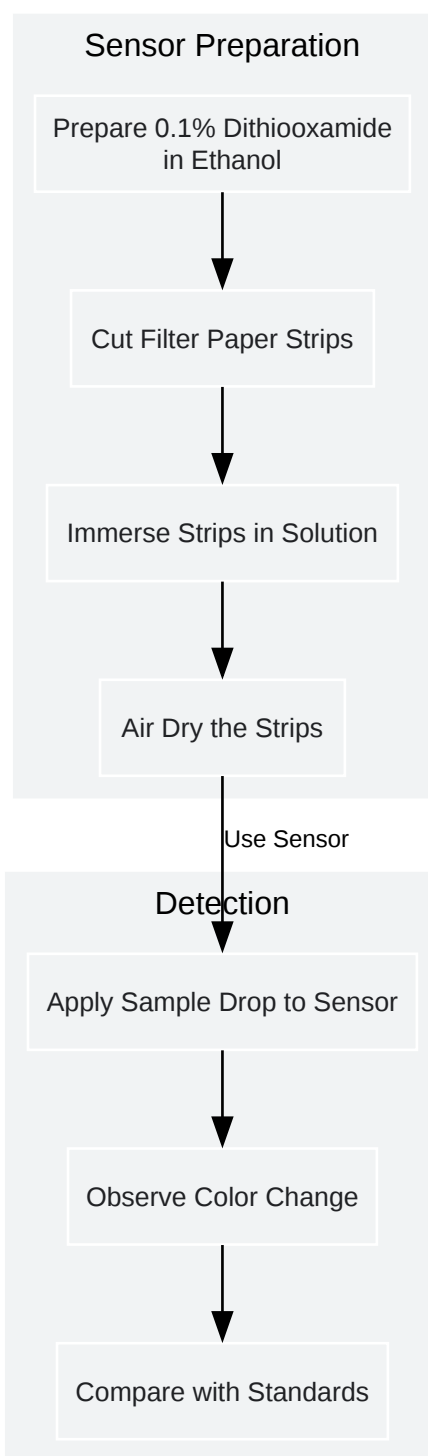 Sensor Preparation
Prepare 0.1% Dithiooxamide
in Ethanol
Cut Filter Paper Strips
Immerse Strips in Solution
Air Dry the Strips
Use Sensor
Detection
Apply Sample Drop to Sensor
Observe Color Change
Compare with Standards